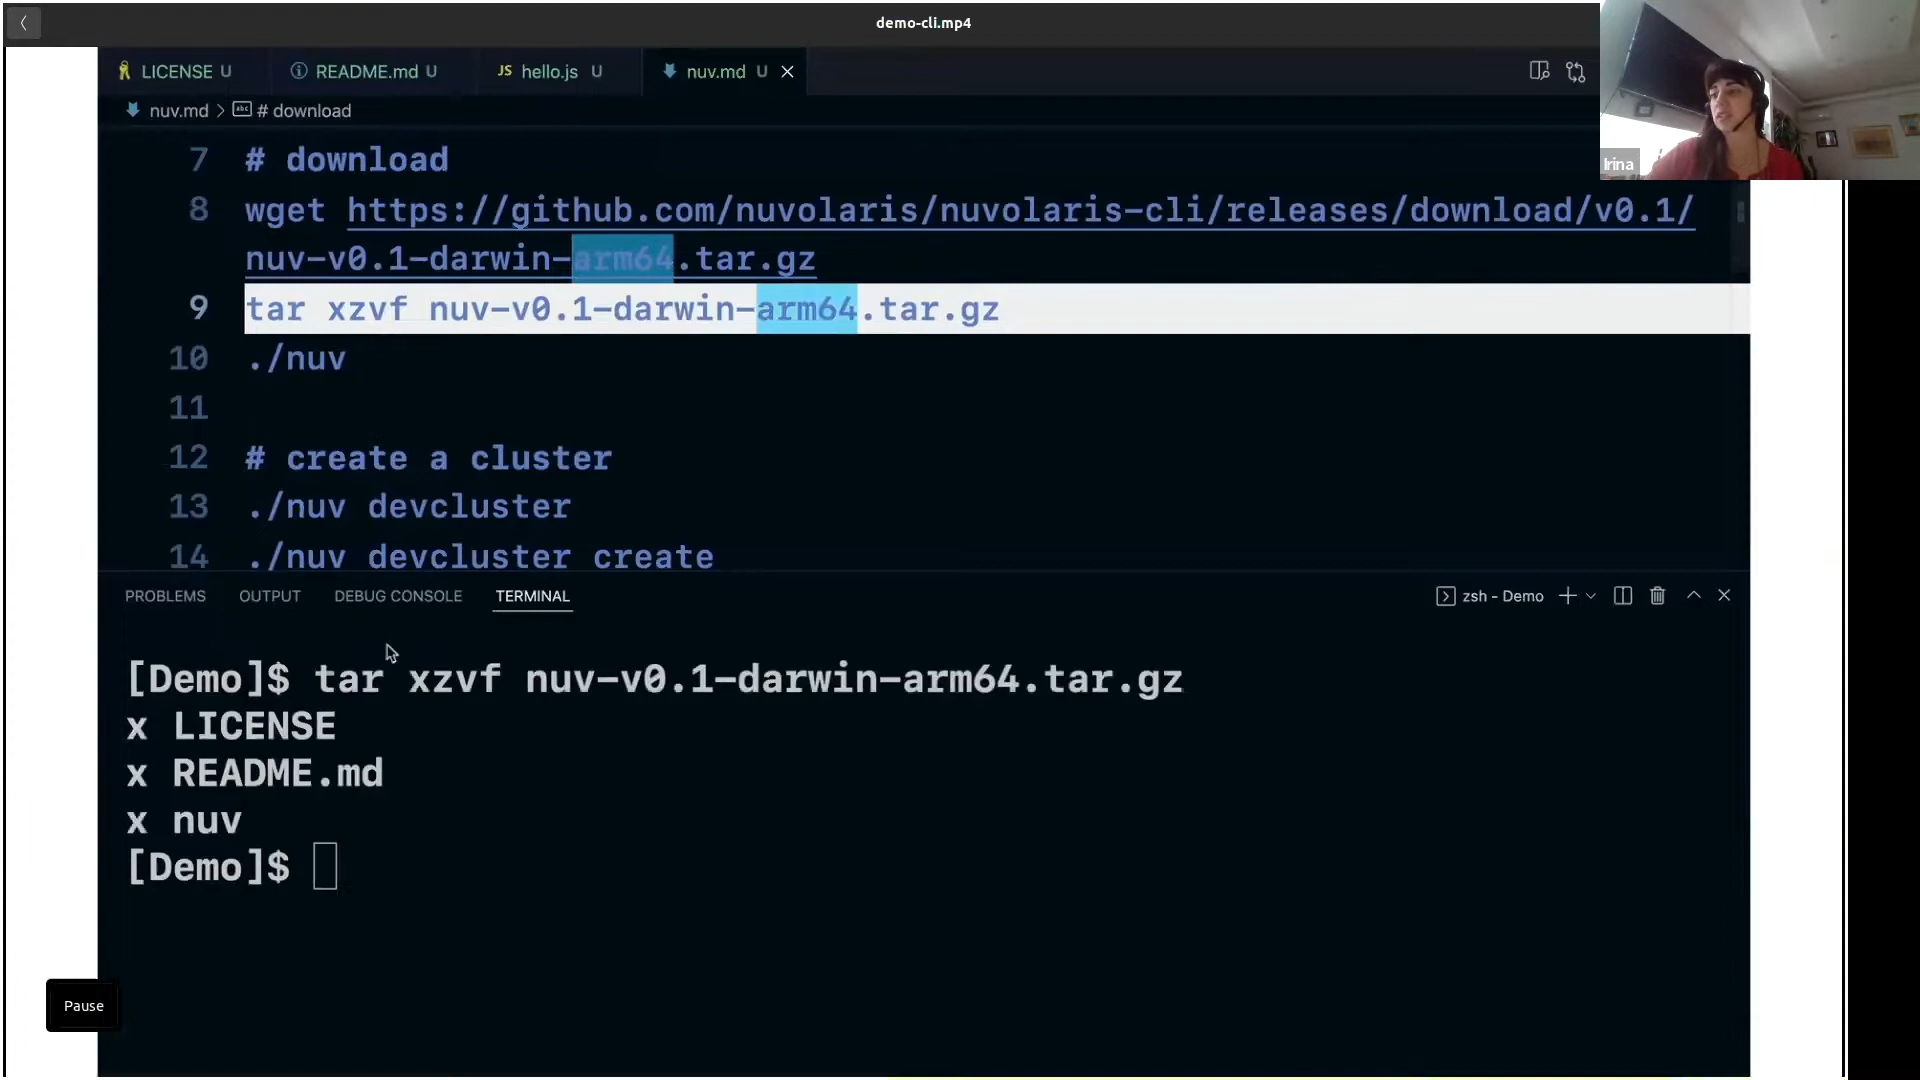 demo-cli.mp4
LICENSE U README.md U JS hello.js U nuv.md U
nuv.md > abc # download
Irina
7 # download
8 wget https://github.com/nuvolaris/nuvolaris-cli/releases/download/v0.1/
nuv-v0.1-darwin-arm64.tar.gz
9 tar xzvf nuv-v0.1-darwin-arm64.tar.gz
10 ./nuv
11
12 # create a cluster
13 ./nuv devcluster
14 ./nuv devcluster create
PROBLEMS OUTPUT DEBUG CONSOLE TERMINAL zsh - Demo
[Demo]$ tar xzvf nuv-v0.1-darwin-arm64.tar.gz
x LICENSE
x README.md
x nuv
[Demo]$
Pause